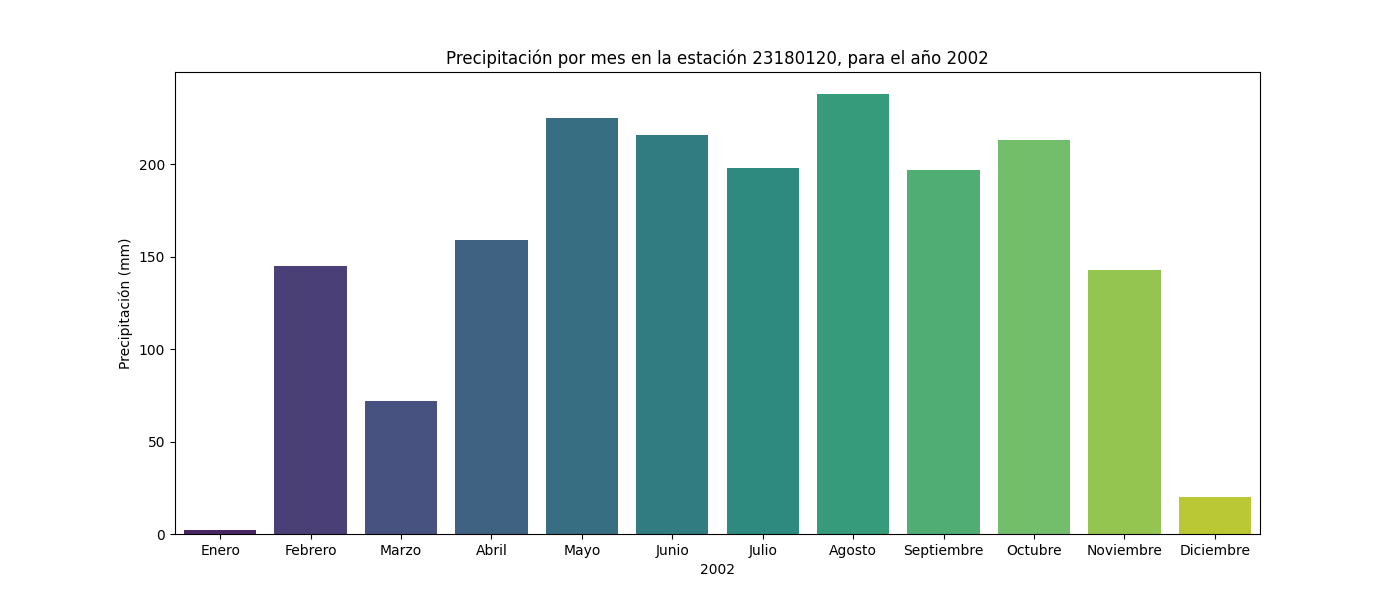 Precipitación por mes en la estación 23180120, para el año 2002
Precipitación (mm)
200
150
100
50
0
Enero Febrero Marzo Abril Mayo Junio Julio Agosto Septiembre Octubre Noviembre Diciembre
2002